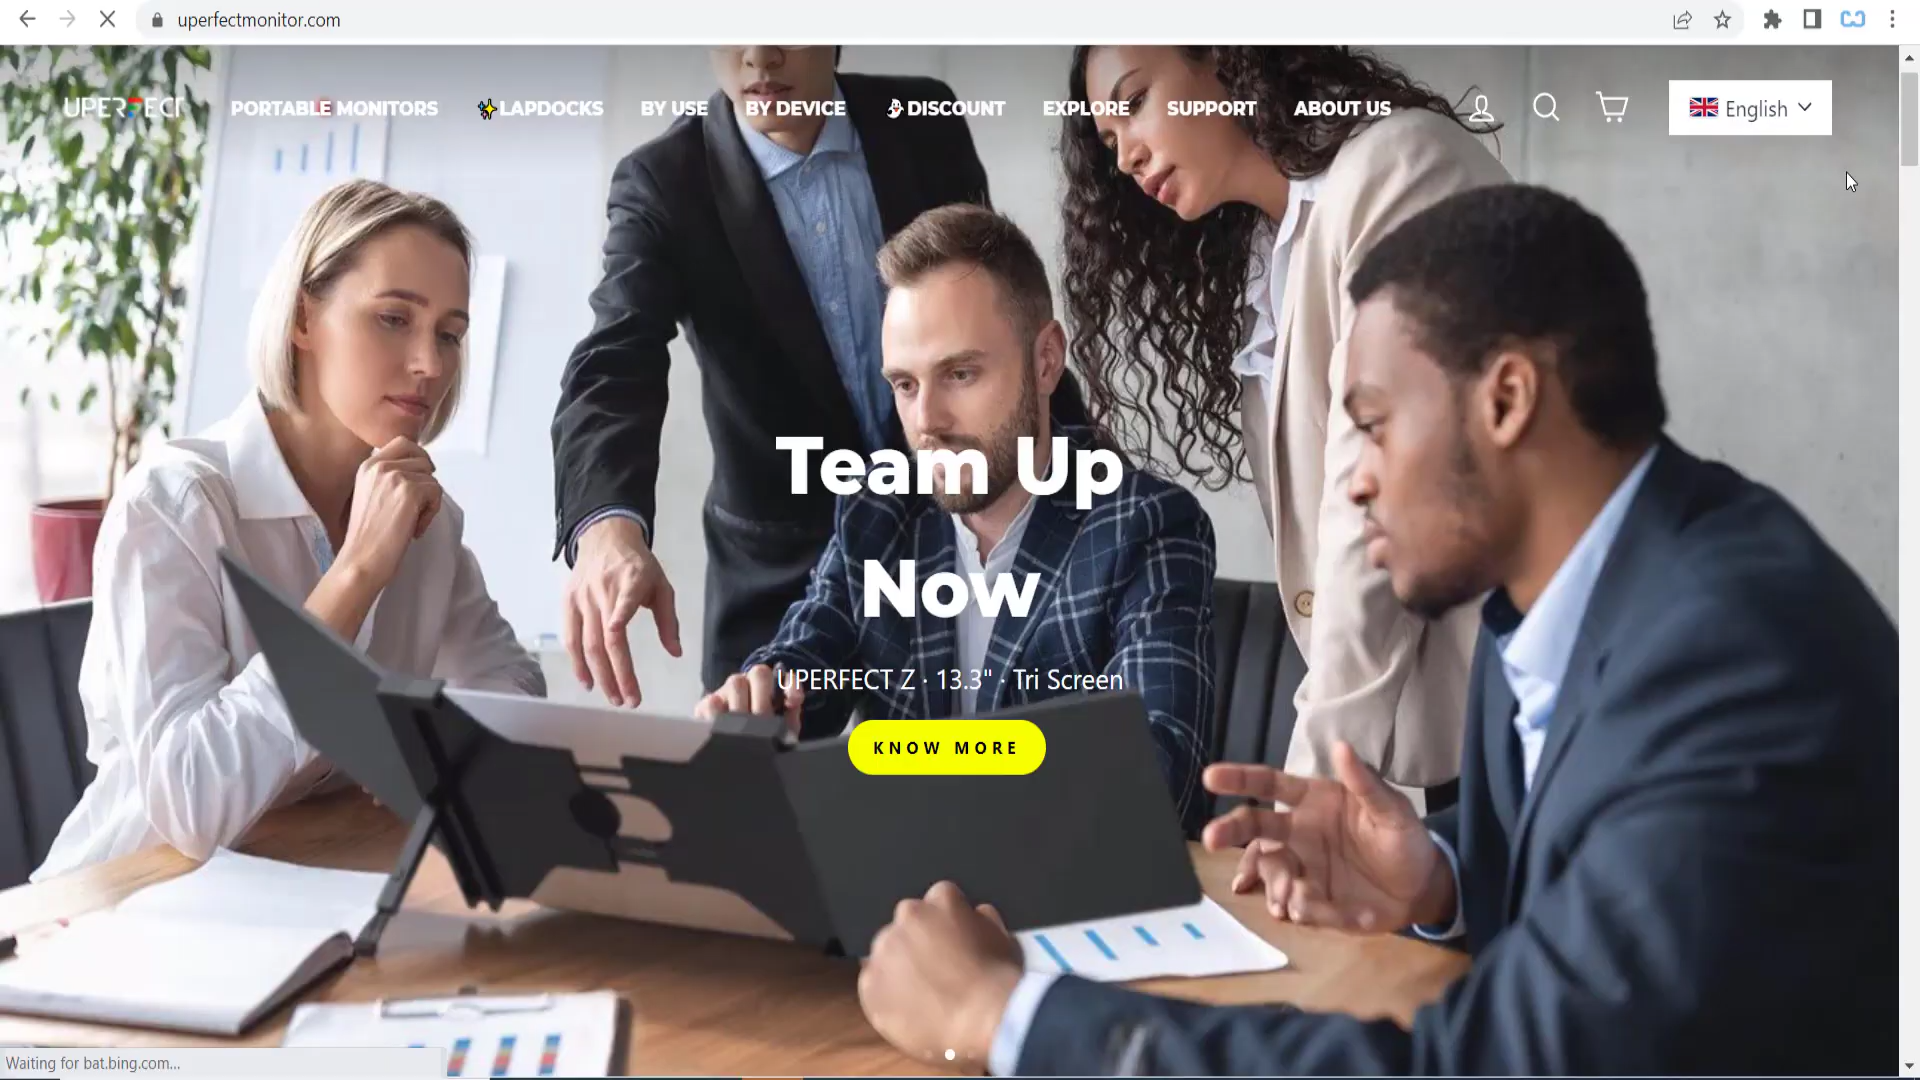 uperfectmonitor.com
UPERFECT
PORTABLE MONITORS
✨LAPDOCKS
BY USE
BY DEVICE
DISCOUNT
EXPLORE
SUPPORT
ABOUT US
English
Team Up
Now
UPERFECT Z · 13.3" · Tri Screen
KNOW MORE
Waiting for bat.bing.com...